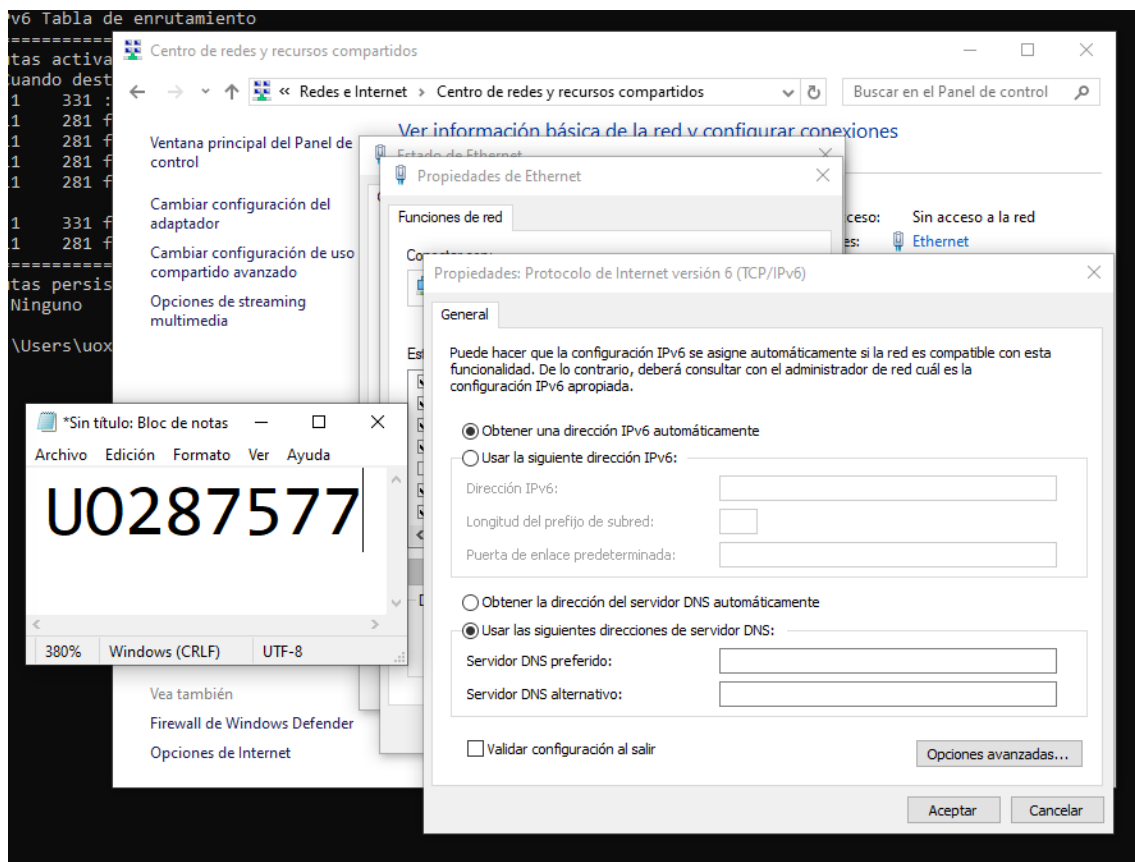 Pv6 Tabla de enrutamiento
Centro de redes y recursos compartidos
utas activa
Cuando dest
Redes e Internet
Centro de redes y recursos compartidos
Buscar en el Panel de control
1 331 :
1 281 f
1 281 f
1 281 f
1 281 f
1 331 f
1 281 f
Ver información básica de la red y configurar conexiones
Ventana principal del Panel de
control
Cambiar configuración del
adaptador
Cambiar configuración de uso
compartido avanzado
Opciones de streaming
multimedia
utas persis
Ninguno
\Users\uox
Estado de Ethernet
Propiedades de Ethernet
Funciones de red
ceso: Sin acceso a la red
es: Ethernet
Propiedades: Protocolo de Internet versión 6 (TCP/IPv6)
General
Puede hacer que la configuración IPv6 se asigne automáticamente si la red es compatible con esta
funcionalidad. De lo contrario, deberá consultar con el administrador de red cuál es la
configuración IPv6 apropiada.
Obtener una dirección IPv6 automáticamente
Usar la siguiente dirección IPv6:
Dirección IPv6:
Longitud del prefijo de subred:
Puerta de enlace predeterminada:
Obtener la dirección del servidor DNS automáticamente
Usar las siguientes direcciones de servidor DNS:
Servidor DNS preferido:
Servidor DNS alternativo:
Validar configuración al salir
Opciones avanzadas...
Aceptar Cancelar
*Sin título: Bloc de notas
Archivo Edición Formato Ver Ayuda
UO287577
380% Windows (CRLF) UTF-8
Vea también
Firewall de Windows Defender
Opciones de Internet